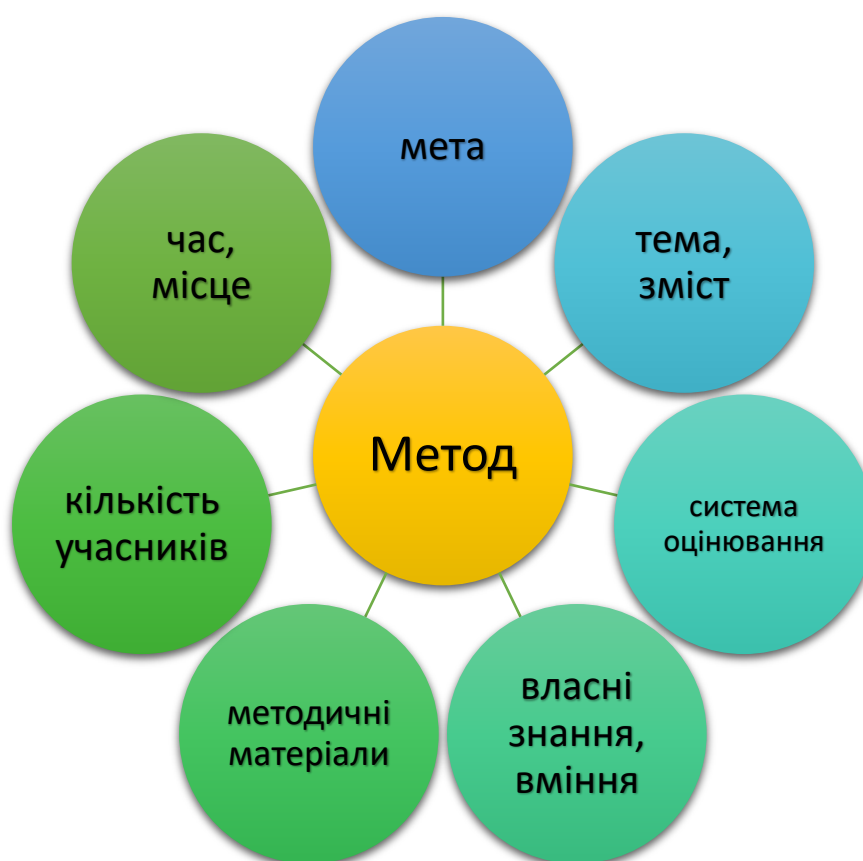 мета
тема,
зміст
система
оцінювання
власні
знання,
вміння
методичні
матеріали
кількість
учасників
час,
місце
Метод